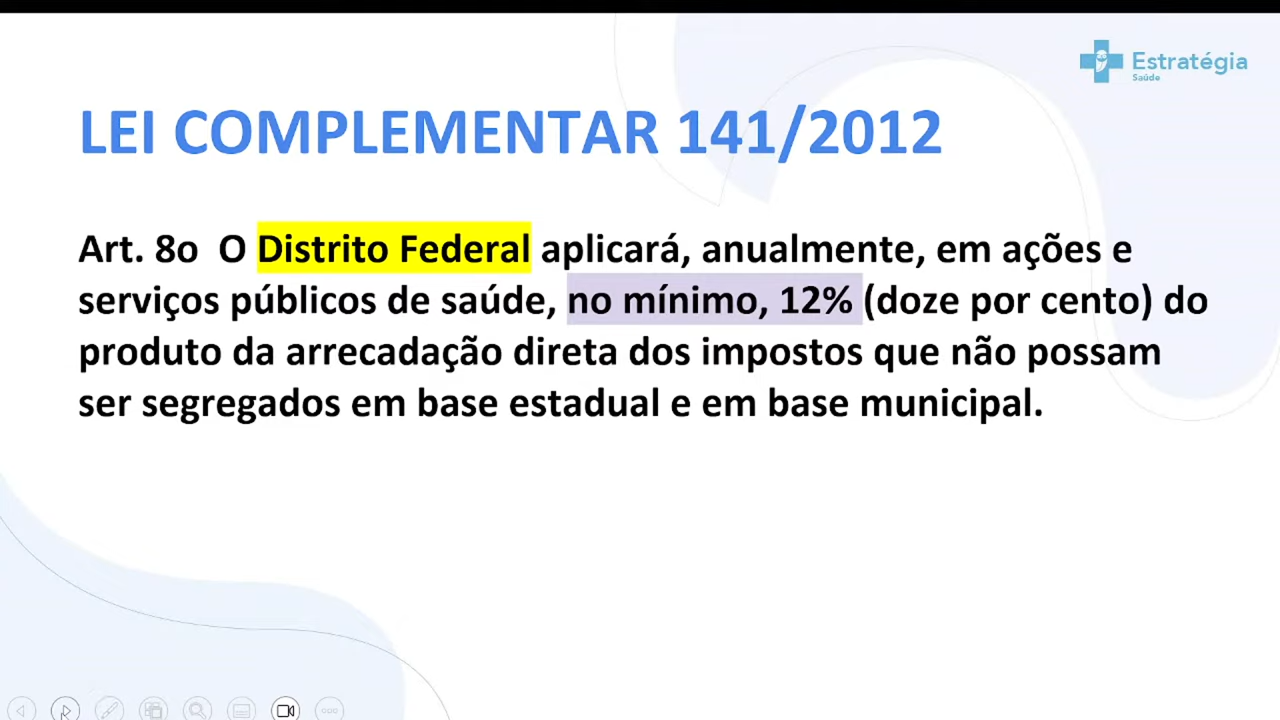 Estratégia
Saúde
LEI COMPLEMENTAR 141/2012
Art. 8o  O Distrito Federal aplicará, anualmente, em ações e
serviços públicos de saúde, no mínimo, 12% (doze por cento) do
produto da arrecadação direta dos impostos que não possam
ser segregados em base estadual e em base municipal.